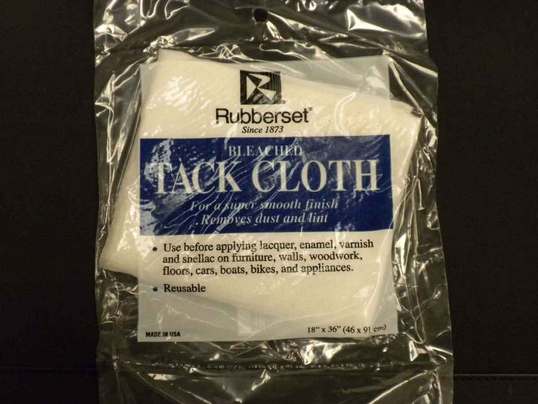 Rubberset®
Since 1873
BLEACHED
TACK CLOTH
For a super smooth finish
Removes dust and lint
• Use before applying lacquer, enamel, varnish
and shellac on furniture, walls, woodwork,
floors, cars, boats, bikes, and appliances.
• Reusable
18" x 36" (46 x 91 cm)
MADE IN USA